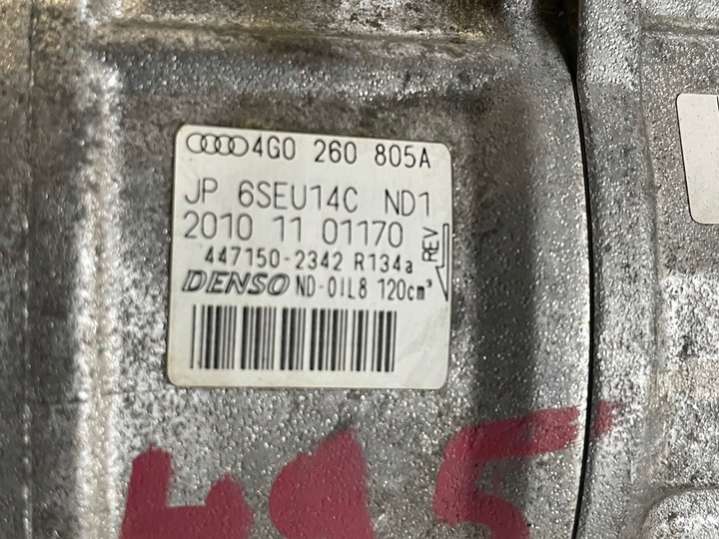 4G0 260 805A
JP 6SEU14C ND1
2010 11 01170
REV
447150-2342 R134a
DENSO ND-OIL8 120cm³